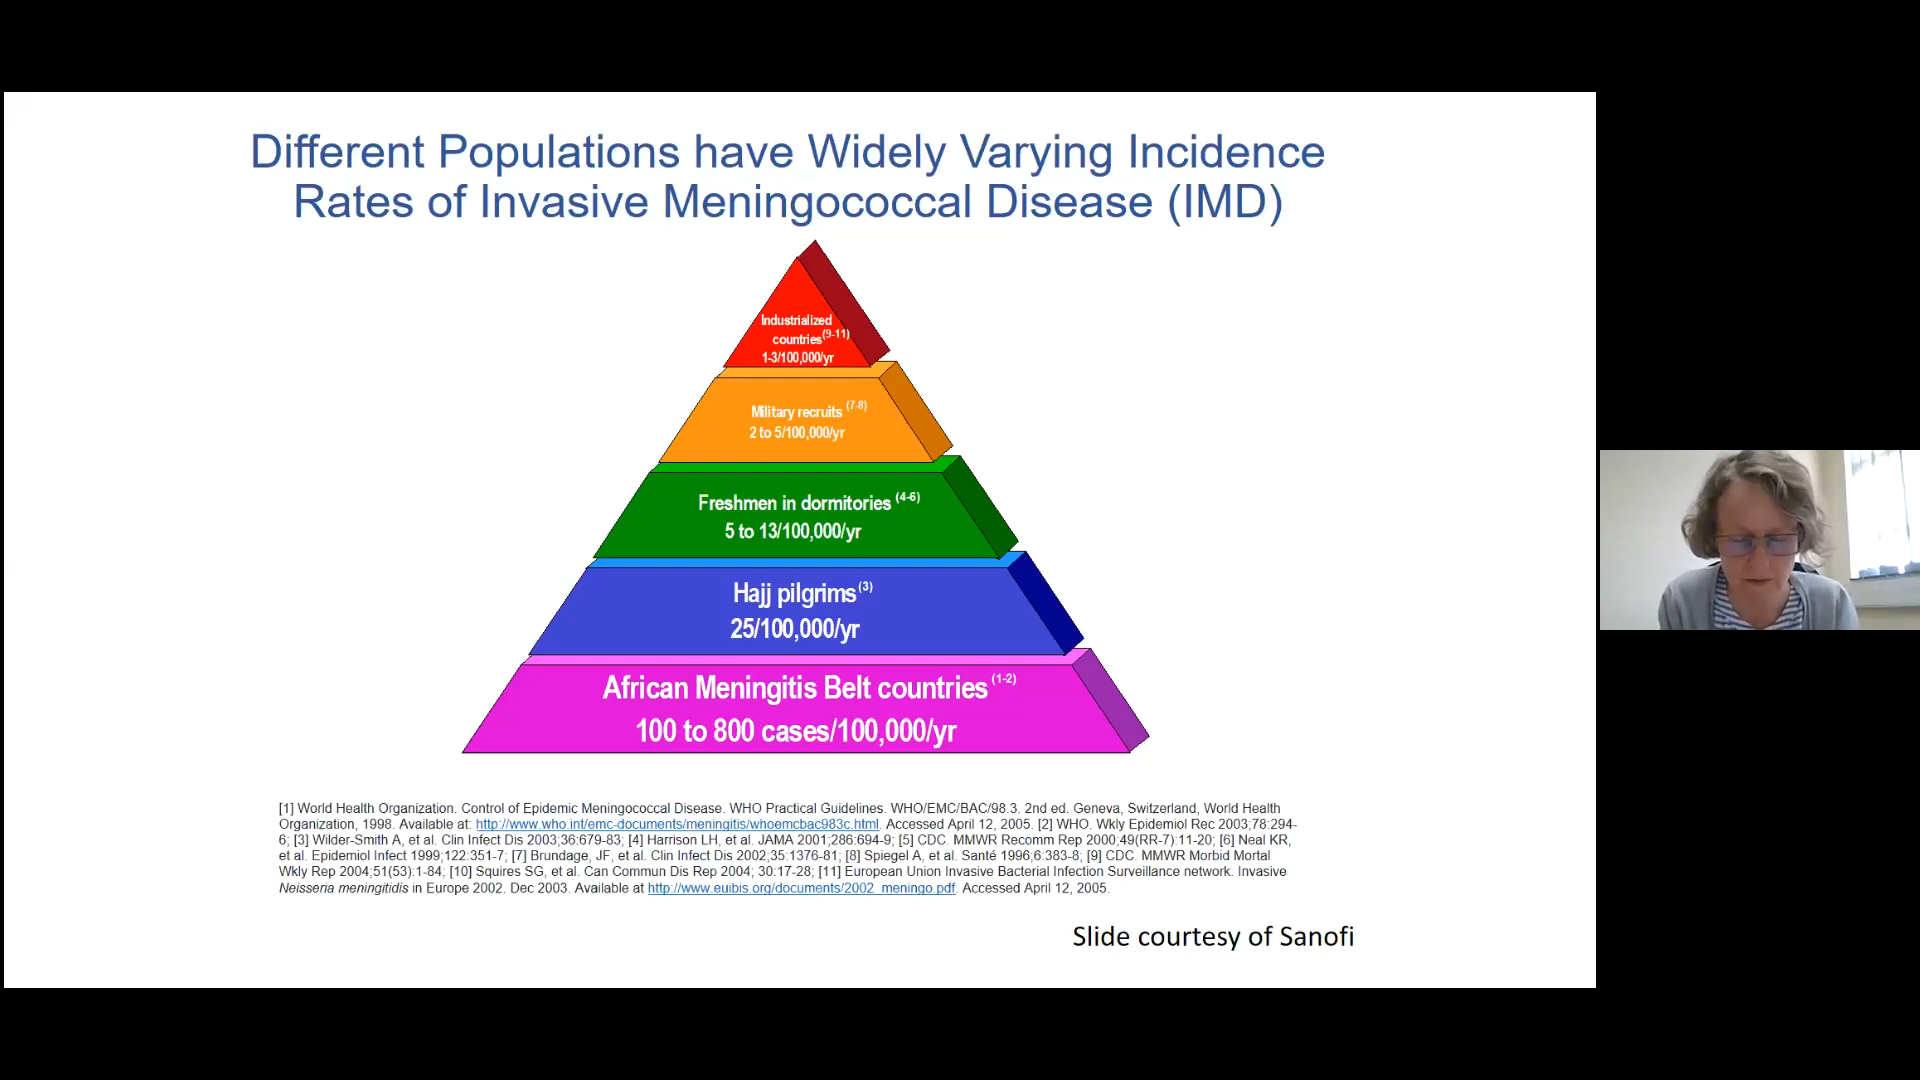 Different Populations have Widely Varying Incidence
Rates of Invasive Meningococcal Disease (IMD)
Industrialized
countries(9-11)
1-3/100,000/yr
Military recruits (7-8)
2 to 5/100,000/yr
Freshmen in dormitories (4-6)
5 to 13/100,000/yr
Hajj pilgrims(3)
25/100,000/yr
African Meningitis Belt countries(1-2)
100 to 800 cases/100,000/yr
[1] World Health Organization. Control of Epidemic Meningococcal Disease. WHO Practical Guidelines. WHO/EMC/BAC/98.3. 2nd ed. Geneva, Switzerland, World Health
Organization, 1998. Available at: http://www.who.int/emc-documents/meningitis/whoemcbac983c.html. Accessed April 12, 2005. [2] WHO. Wkly Epidemiol Rec 2003;78:294-
6; [3] Wilder-Smith A, et al. Clin Infect Dis 2003;36:679-83; [4] Harrison LH, et al. JAMA 2001;286:694-9; [5] CDC. MMWR Recomm Rep 2000;49(RR-7):11-20; [6] Neal KR,
et al. Epidemiol Infect 1999;122:351-7; [7] Brundage, JF, et al. Clin Infect Dis 2002;35:1376-81; [8] Spiegel A, et al. Santé 1996;6:383-8; [9] CDC. MMWR Morbid Mortal
Wkly Rep 2004;51(53):1-84; [10] Squires SG, et al. Can Commun Dis Rep 2004; 30:17-28; [11] European Union Invasive Bacterial Infection Surveillance network. Invasive
Neisseria meningitidis in Europe 2002. Dec 2003. Available at http://www.euibis.org/documents/2002_meningo.pdf. Accessed April 12, 2005.
Slide courtesy of Sanofi